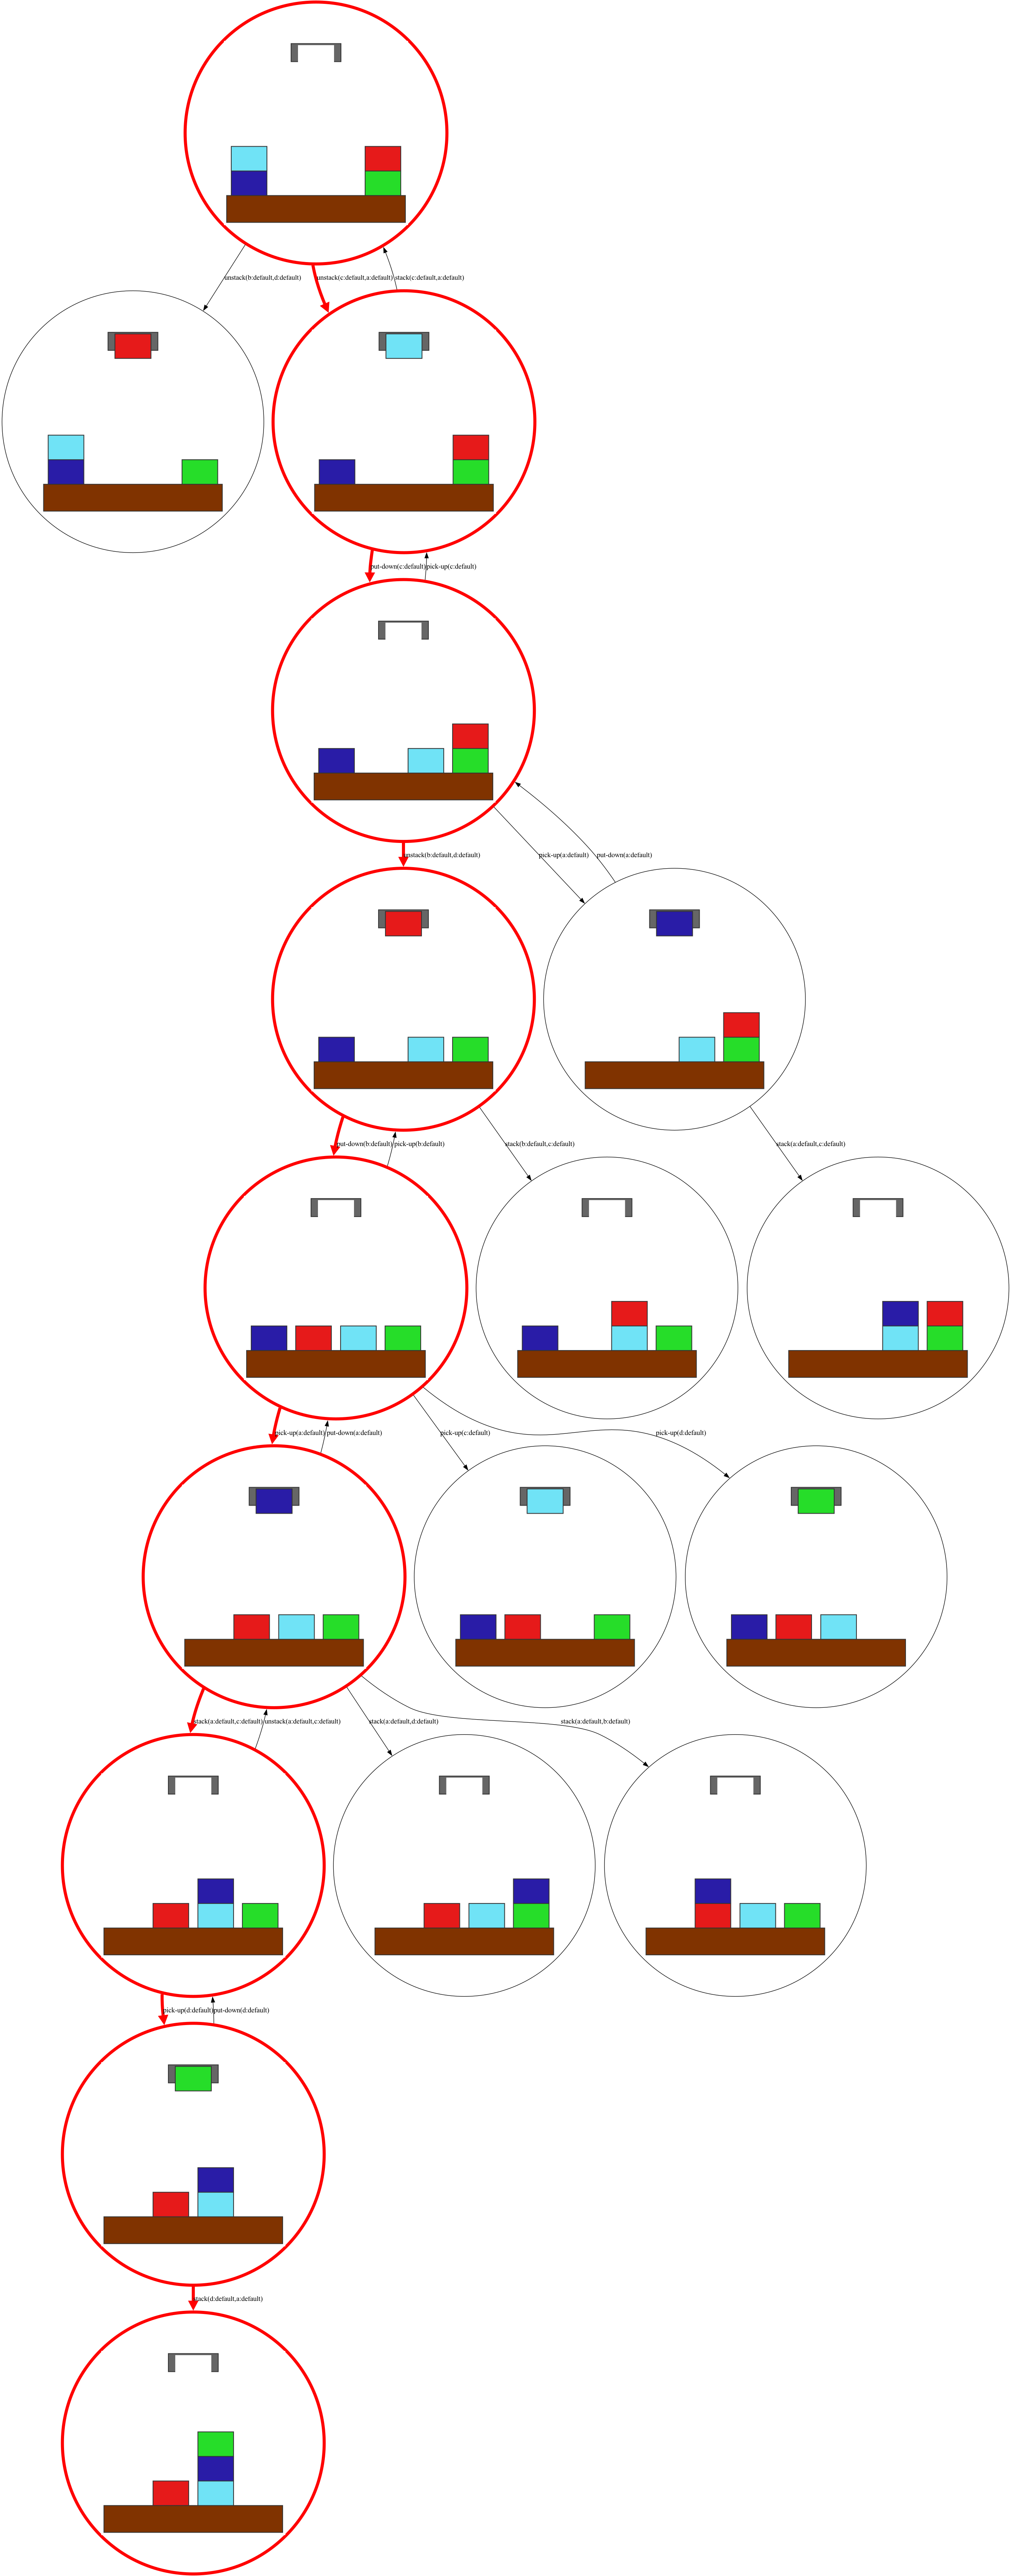 unstack(b:default,d:default)
unstack(c:default,a:default)
stack(c:default,a:default)
put-down(c:default)
pick-up(c:default)
unstack(b:default,d:default)
pick-up(a:default)
put-down(a:default)
put-down(b:default)
pick-up(b:default)
stack(b:default,c:default)
stack(a:default,c:default)
pick-up(a:default)
put-down(a:default)
pick-up(c:default)
pick-up(d:default)
stack(a:default,c:default)
unstack(a:default,c:default)
stack(a:default,d:default)
stack(a:default,b:default)
pick-up(d:default)
put-down(d:default)
stack(d:default,a:default)